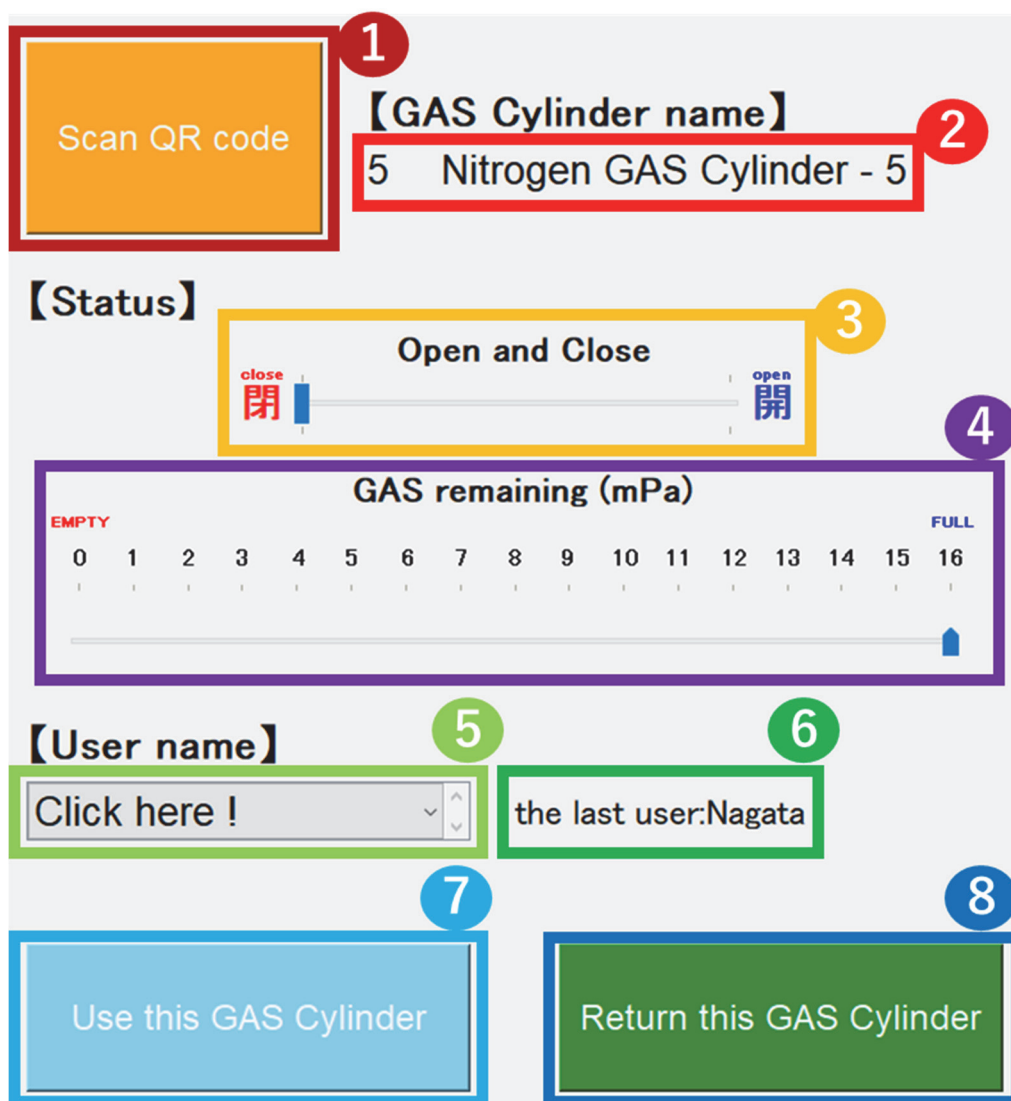 1
Scan QR code
【GAS Cylinder name】
2
5 Nitrogen GAS Cylinder - 5
【Status】
3
Open and Close
close
閉
open
開
4
GAS remaining (mPa)
EMPTY
FULL
0 1 2 3 4 5 6 7 8 9 10 11 12 13 14 15 16
【User name】
5
6
Click here !
the last user:Nagata
7
8
Use this GAS Cylinder
Return this GAS Cylinder